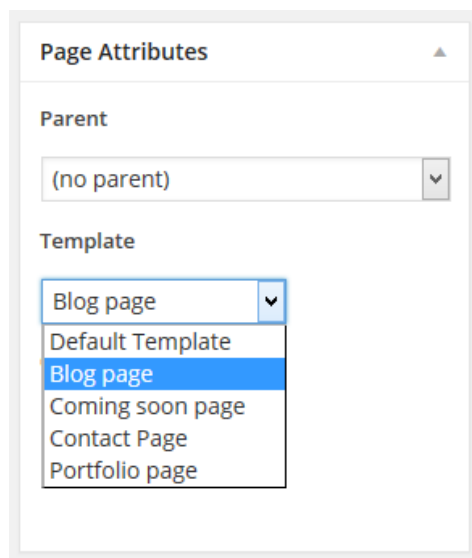 Page Attributes
Parent
(no parent)
Template
Blog page
Default Template
Blog page
Coming soon page
Contact Page
Portfolio page